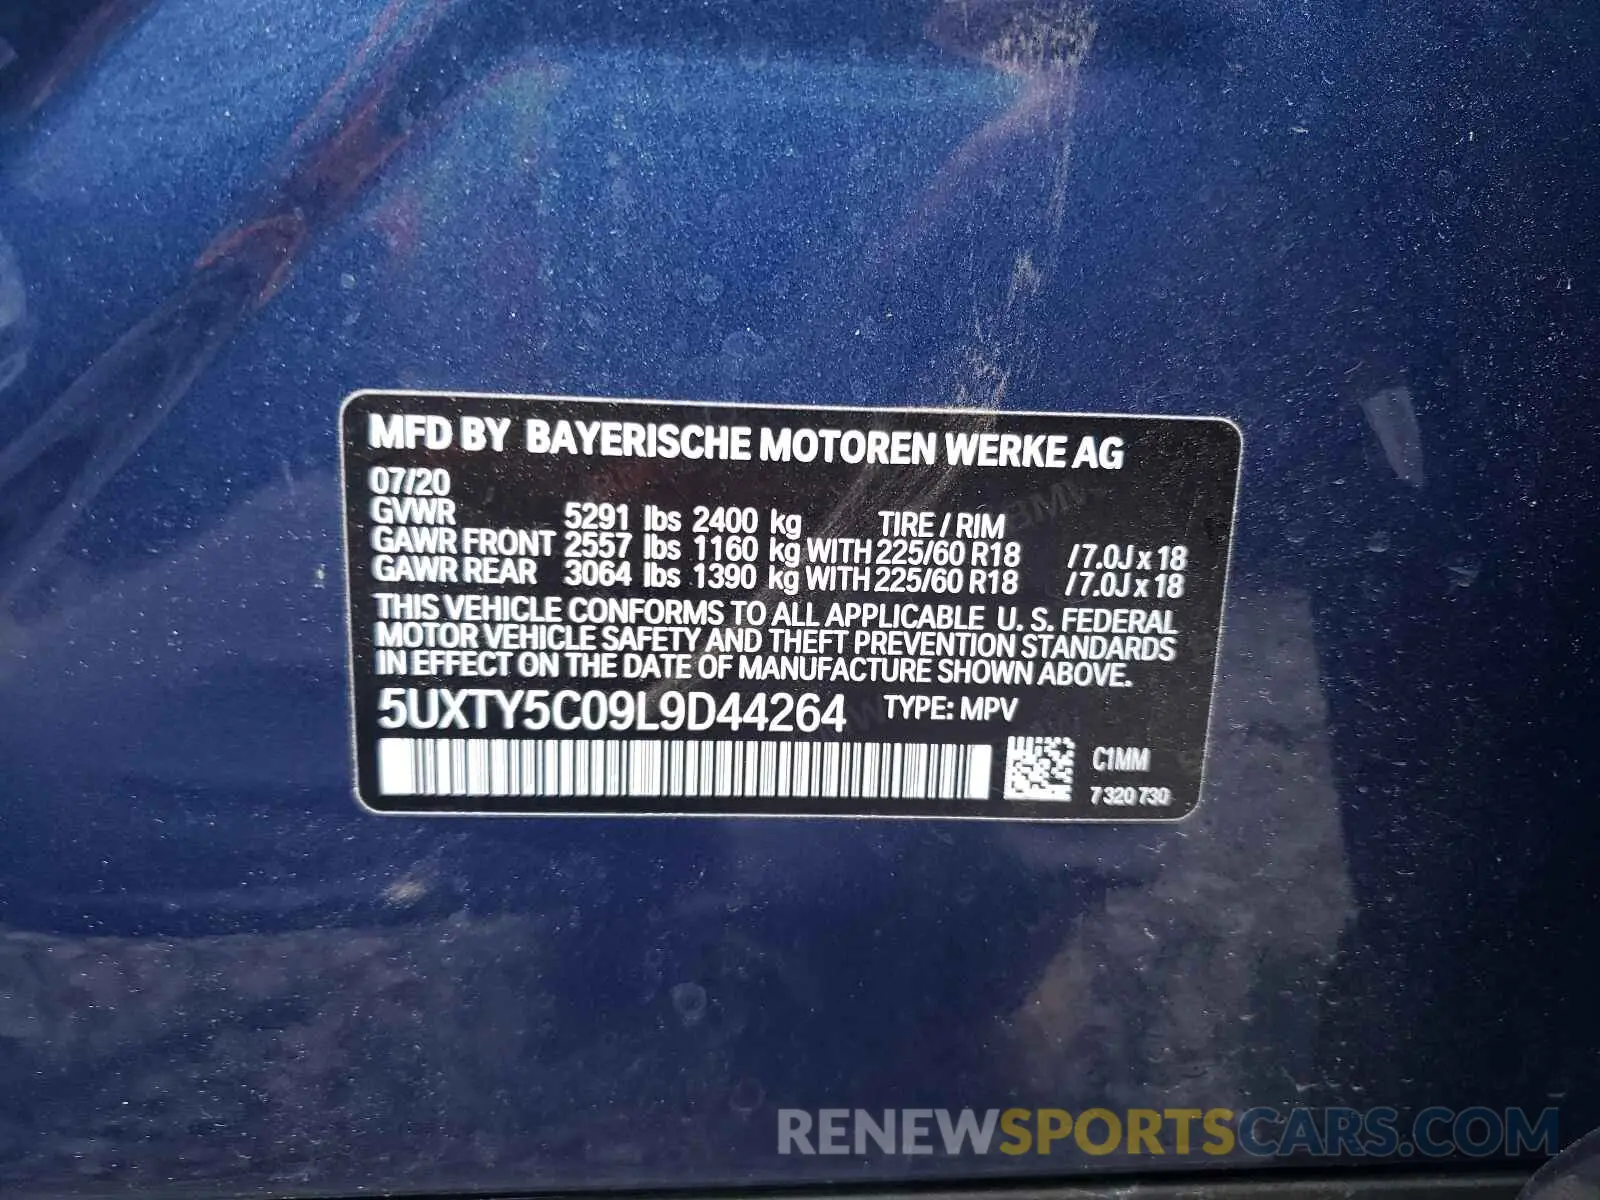 MFD BY BAYERISCHE MOTOREN WERKE AG
07/20
GVWR 5291 lbs 2400 kg TIRE / RIM
GAWR FRONT 2557 lbs 1160 kg WITH 225/60 R18 /7.0J x 18
GAWR REAR 3064 lbs 1390 kg WITH 225/60 R18 /7.0J x 18
THIS VEHICLE CONFORMS TO ALL APPLICABLE U. S. FEDERAL
MOTOR VEHICLE SAFETY AND THEFT PREVENTION STANDARDS
IN EFFECT ON THE DATE OF MANUFACTURE SHOWN ABOVE.
5UXTY5C09L9D44264 TYPE: MPV
C1MM
7 320 730
RENEWSPORTSCARS.COM